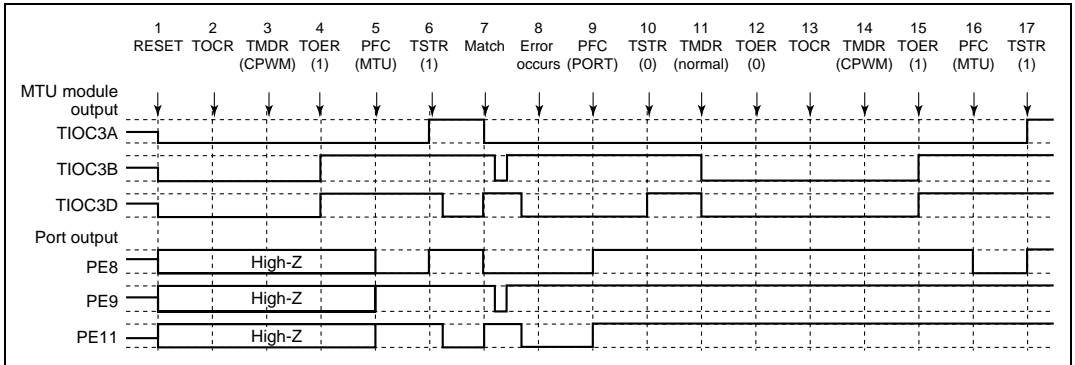 1 2 3 4 5 6 7 8 9 10 11 12 13 14 15 16 17
RESET TOCR TMDR TOER PFC TSTR Match Error PFC TSTR TMDR TOER TOCR TMDR TOER PFC TSTR
(CPWM) (1) (MTU) (1) occurs (PORT) (0) (normal) (0) (CPWM) (1) (MTU) (1)
MTU module
output
TIOC3A
TIOC3B
TIOC3D
Port output
PE8 High-Z
PE9 High-Z
PE11 High-Z